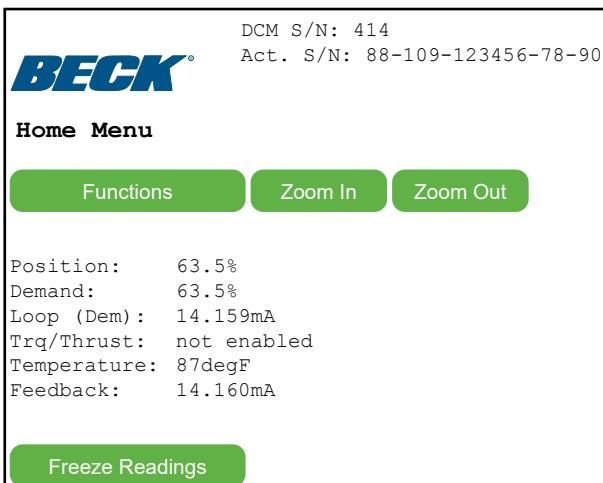 DCM S/N: 414
Act. S/N: 88-109-123456-78-90
BECK®
Home Menu
Functions Zoom In Zoom Out
Position: 63.5%
Demand: 63.5%
Loop (Dem): 14.159mA
Trq/Thrust: not enabled
Temperature: 87degF
Feedback: 14.160mA
Freeze Readings